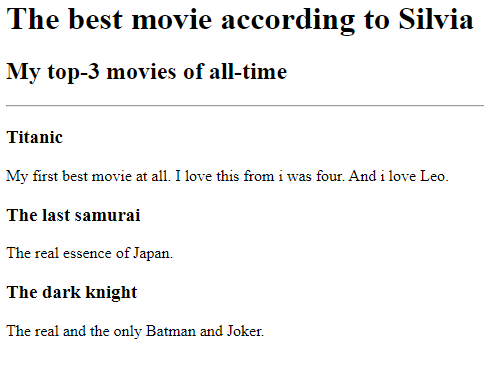 The best movie according to Silvia
My top-3 movies of all-time
Titanic
My first best movie at all. I love this from i was four. And i love Leo.
The last samurai
The real essence of Japan.
The dark knight
The real and the only Batman and Joker.